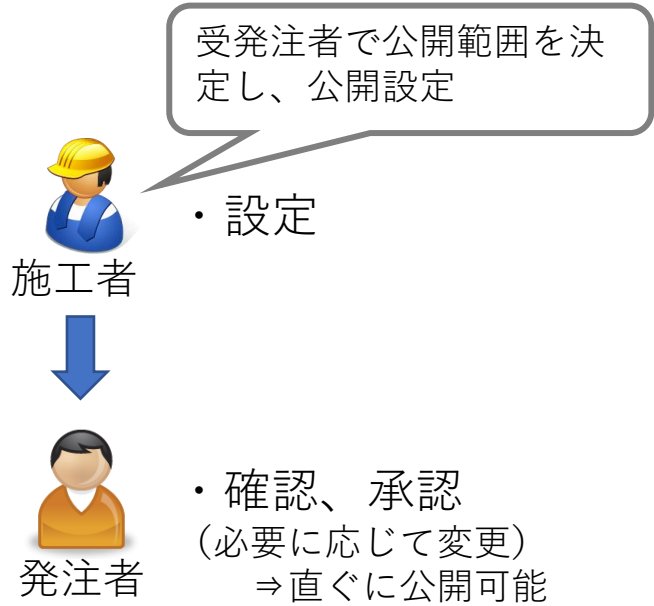 受発注者で公開範囲を決
定し、公開設定
・設定
施工者
・確認、承認
(必要に応じて変更)
⇒直ぐに公開可能
発注者